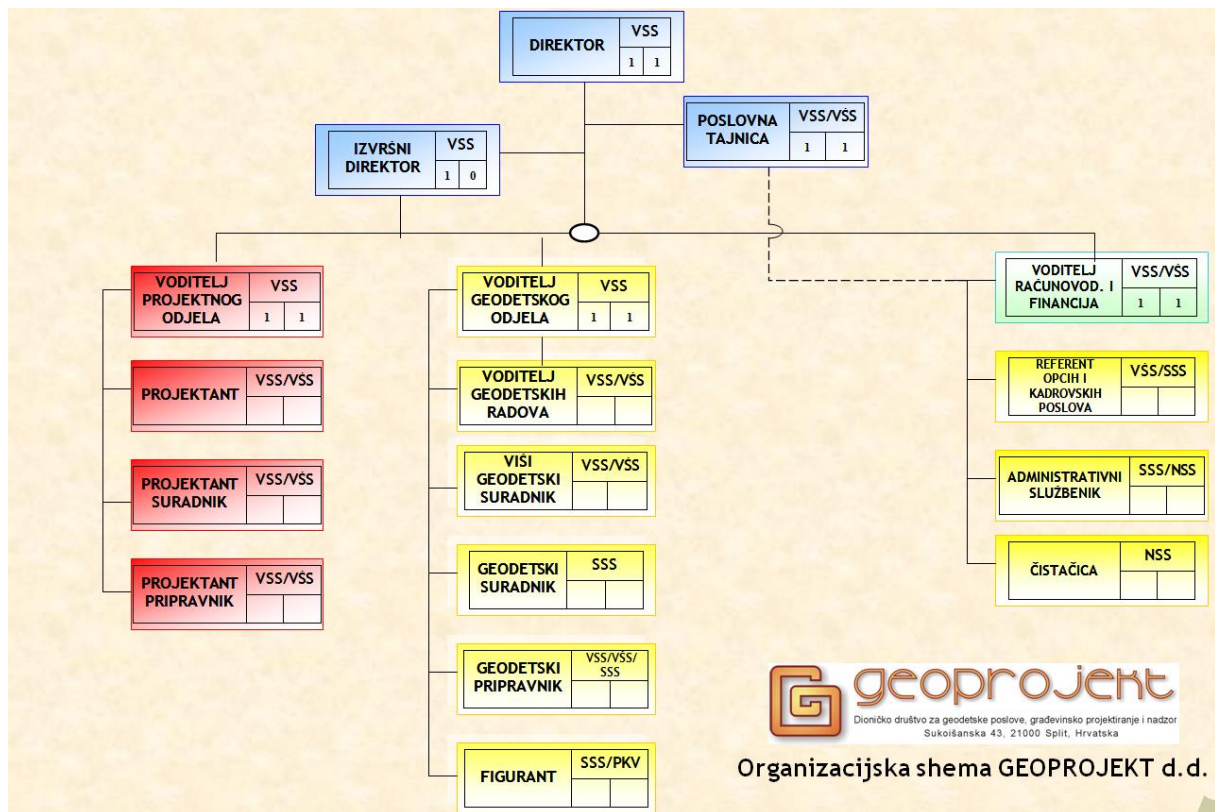 DIREKTOR
VSS
1 1
POSLOVNA
TAJNICA
VSS/VŠS
1 1
IZVRŠNI
DIREKTOR
VSS
1 0
VODITELJ
PROJEKTNOG
ODJELA
VSS
1 1
PROJEKTANT
VSS/VŠS
PROJEKTANT
SURADNIK
VSS/VŠS
PROJEKTANT
PRIPRAVNIK
VSS/VŠS
VODITELJ
GEODETSKOG
ODJELA
VSS
1 1
VODITELJ
GEODETSKIH
RADOVA
VSS/VŠS
VIŠI
GEODETSKI
SURADNIK
VSS/VŠS
GEODETSKI
SURADNIK
SSS
GEODETSKI
PRIPRAVNIK
VSS/VŠS/
SSS
FIGURANT
SSS/PKV
VODITELJ
RAČUNOVOD. I
FINANCIJA
VSS/VŠS
1 1
REFERENT
OPCIH I
KADROVSKIH
POSLOVA
VŠS/SSS
ADMINISTRATIVNI
SLUŽBENIK
SSS/NSS
ČISTAČICA
NSS
geoprojekt
Dioničko društvo za geodetske poslove, građevinsko projektiranje i nadzor
Sukoišanska 43, 21000 Split, Hrvatska
Organizacijska shema GEOPROJEKT d.d.